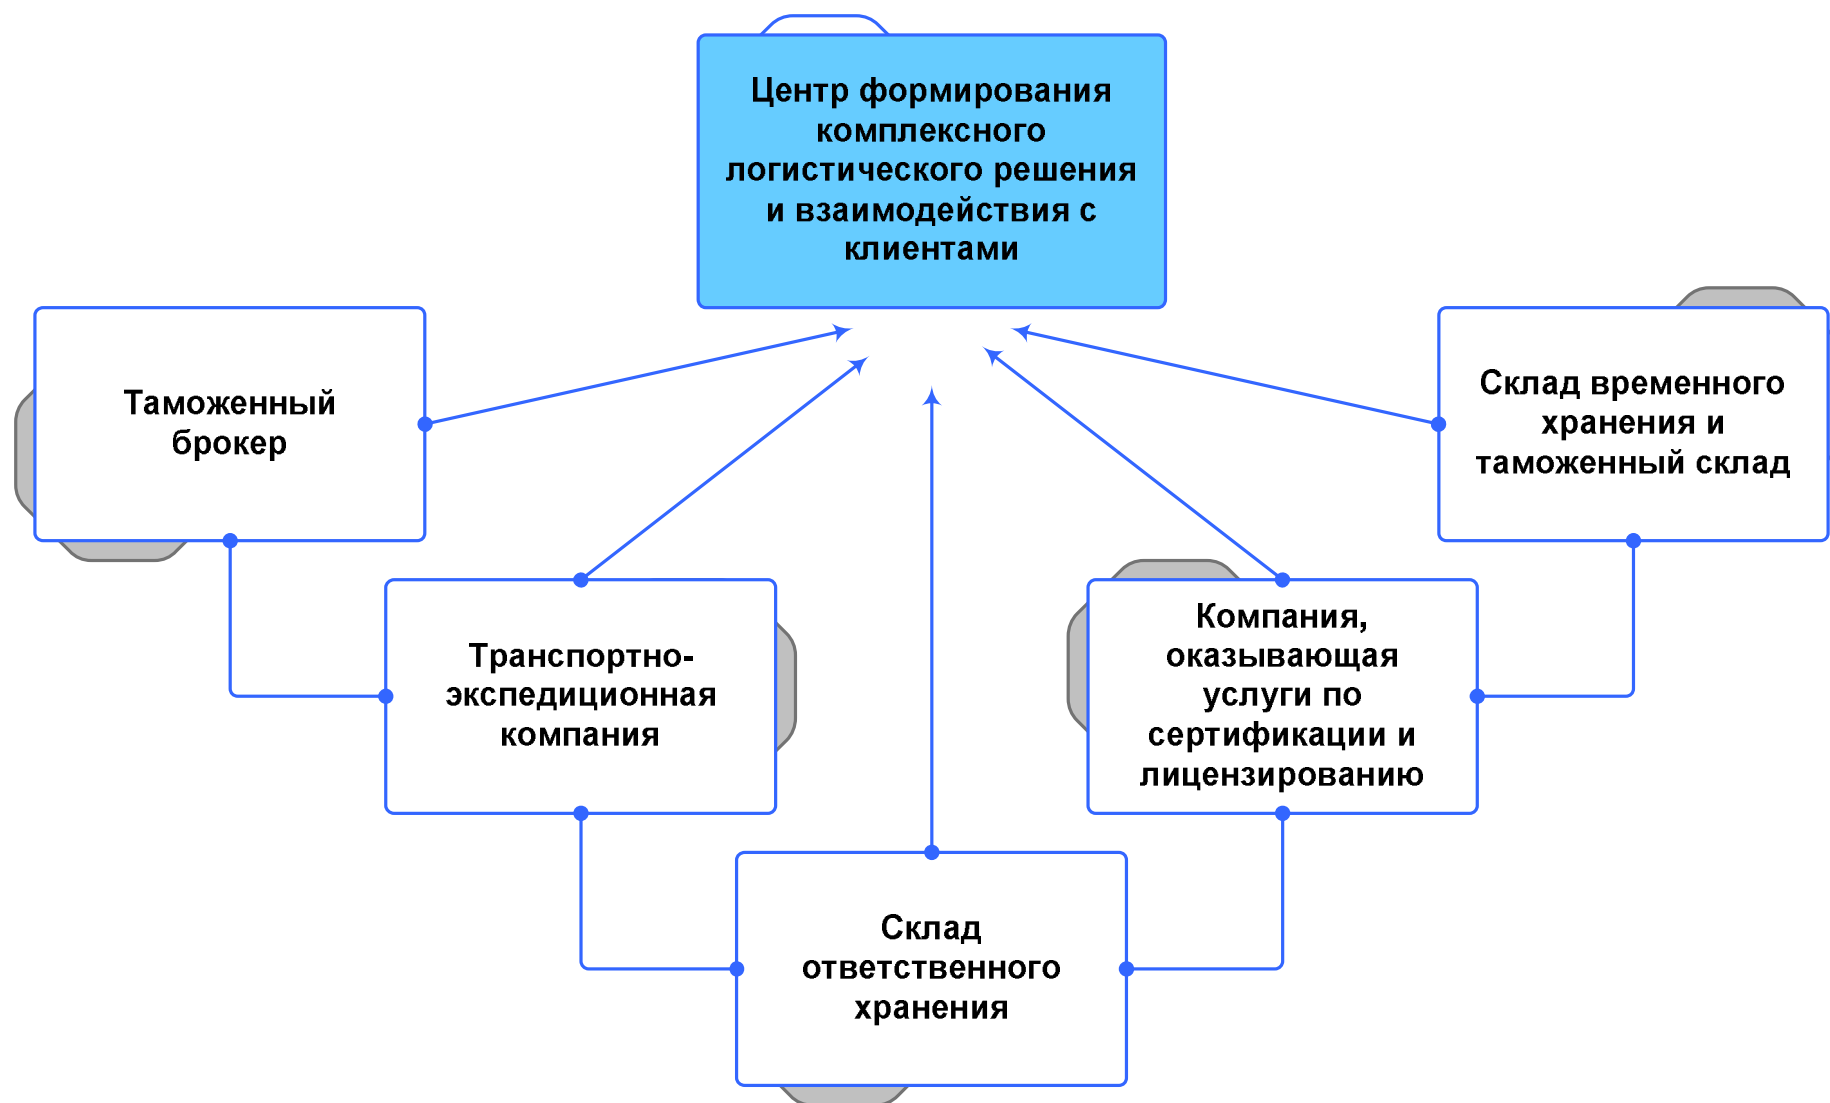 Центр формирования
комплексного
логистического решения
и взаимодействия с
клиентами
Таможенный
брокер
Склад временного
хранения и
таможенный склад
Транспортно-
экспедиционная
компания
Компания,
оказывающая
услуги по
сертификации и
лицензированию
Склад
ответственного
хранения